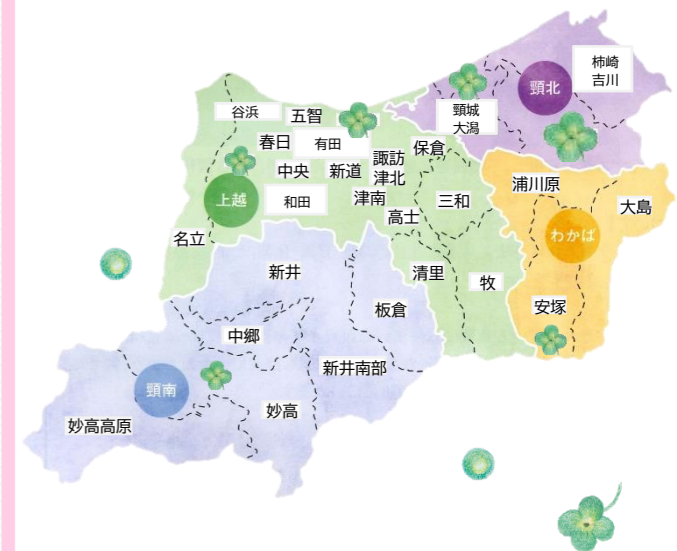 柿崎
吉川
頸北
頸城
大潟
谷浜
五智
春日
有田
諏訪
津北
保倉
中央
新道
上越
和田
津南
高士
三和
浦川原
大島
わかば
名立
新井
清里
牧
安塚
板倉
中郷
新井南部
頸南
妙高
妙高高原